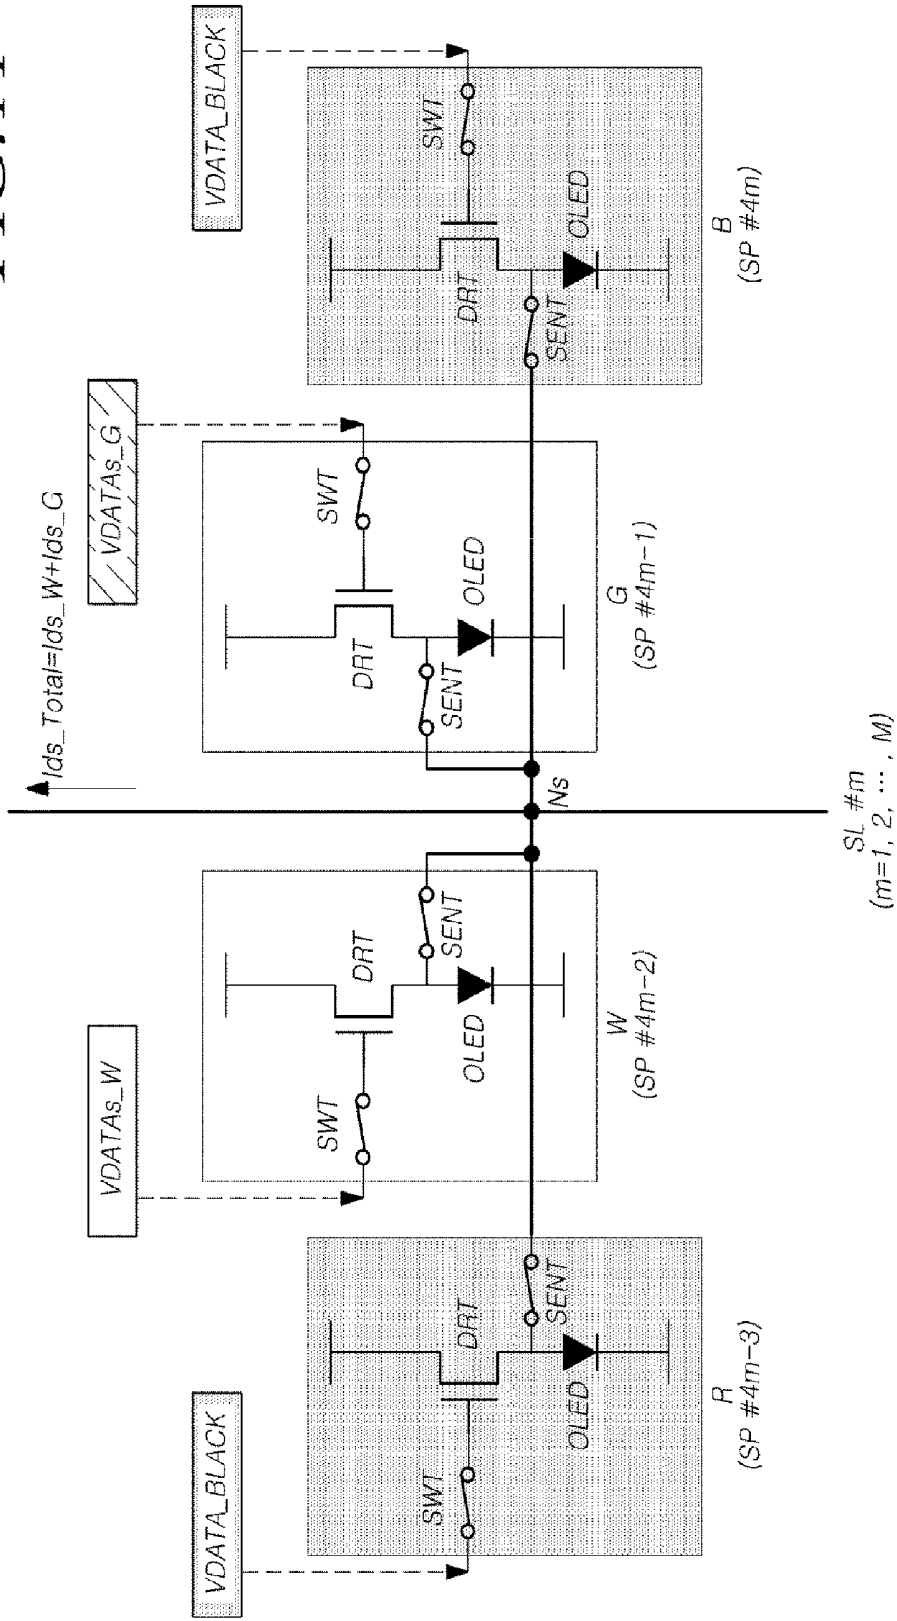 Ids_Total=Ids_W+Ids_G
VDATAs_W
VDATAs_G
VDATA_BLACK
VDATA_BLACK
SWT
DRT
DRT
SWT
SWT
SENT
SENT
SWT
DRT
DRT
OLED
OLED
SENT
Ns
SENT
OLED
OLED
W
(SP #4m-2)
G
(SP #4m-1)
R
(SP #4m-3)
B
(SP #4m)
SL #m
(m=1, 2, ··· , M)